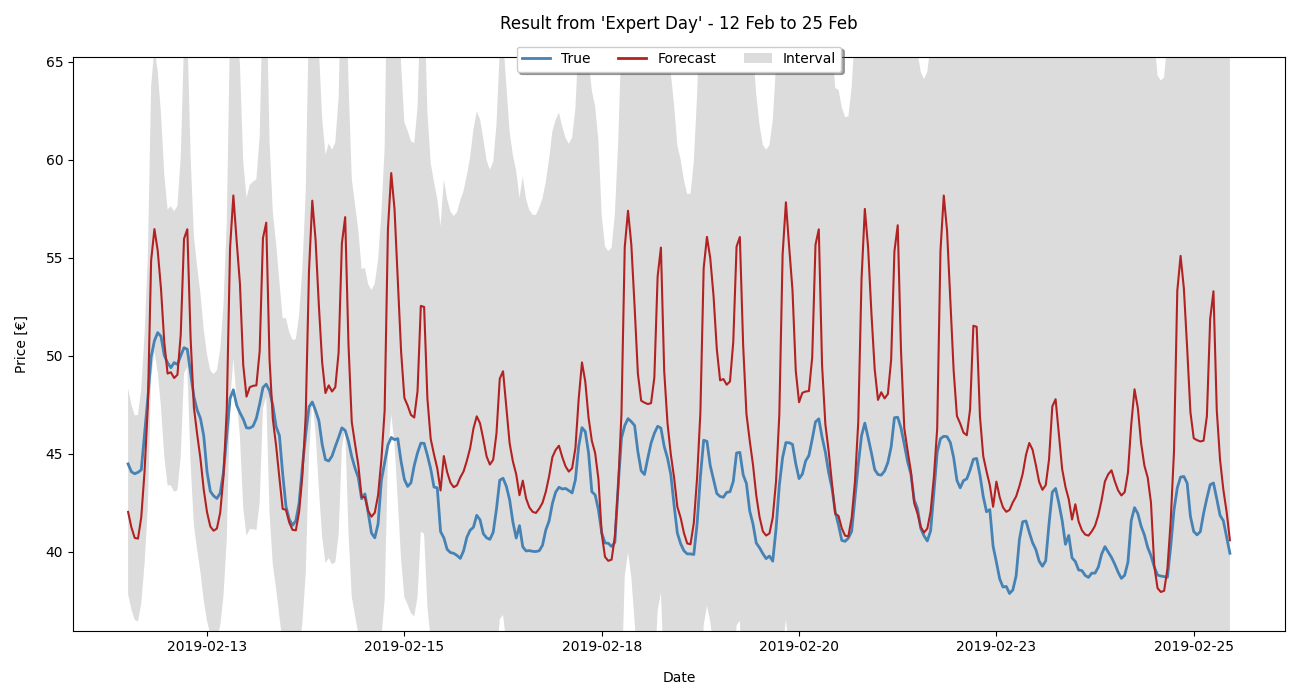 Result from 'Expert Day' - 12 Feb to 25 Feb
True Forecast Interval
65
60
55
50
45
40
Price [€]
2019-02-13 2019-02-15 2019-02-18 2019-02-20 2019-02-23 2019-02-25
Date